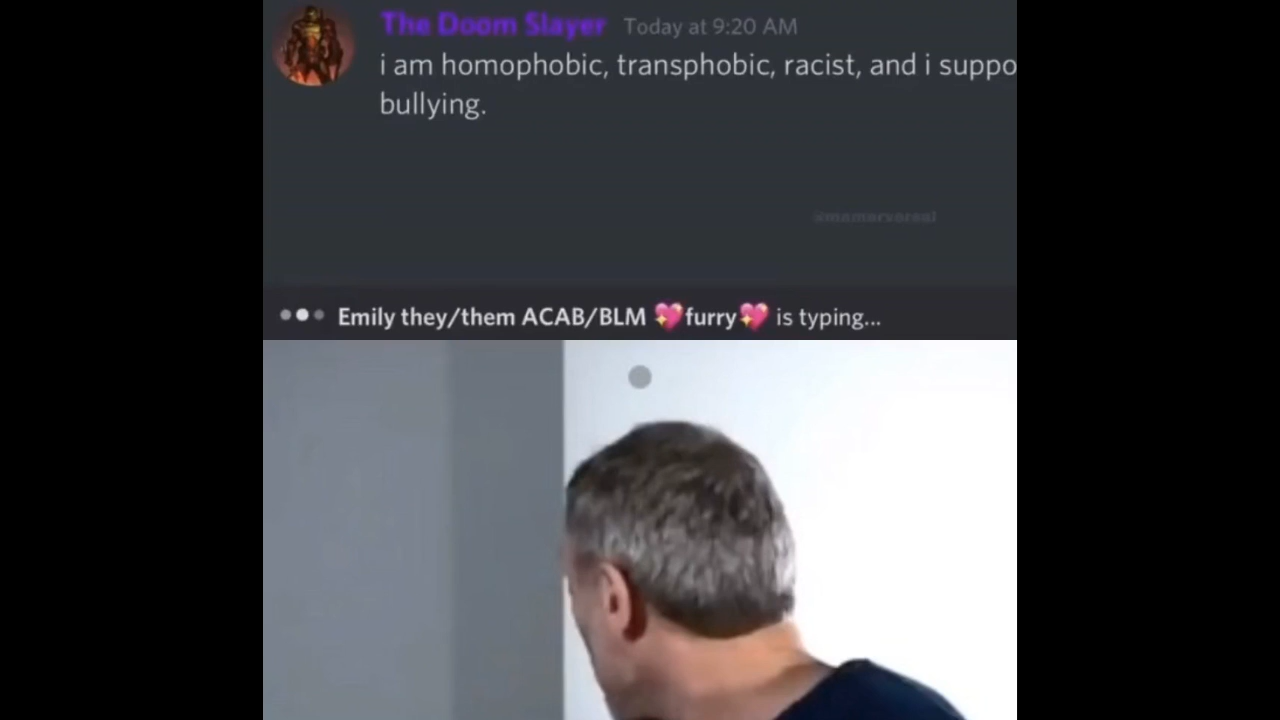 The Doom Slayer Today at 9:20 AM
i am homophobic, transphobic, racist, and i suppo
bullying.
Emily they/them ACAB/BLM 💖furry💖 is typing...